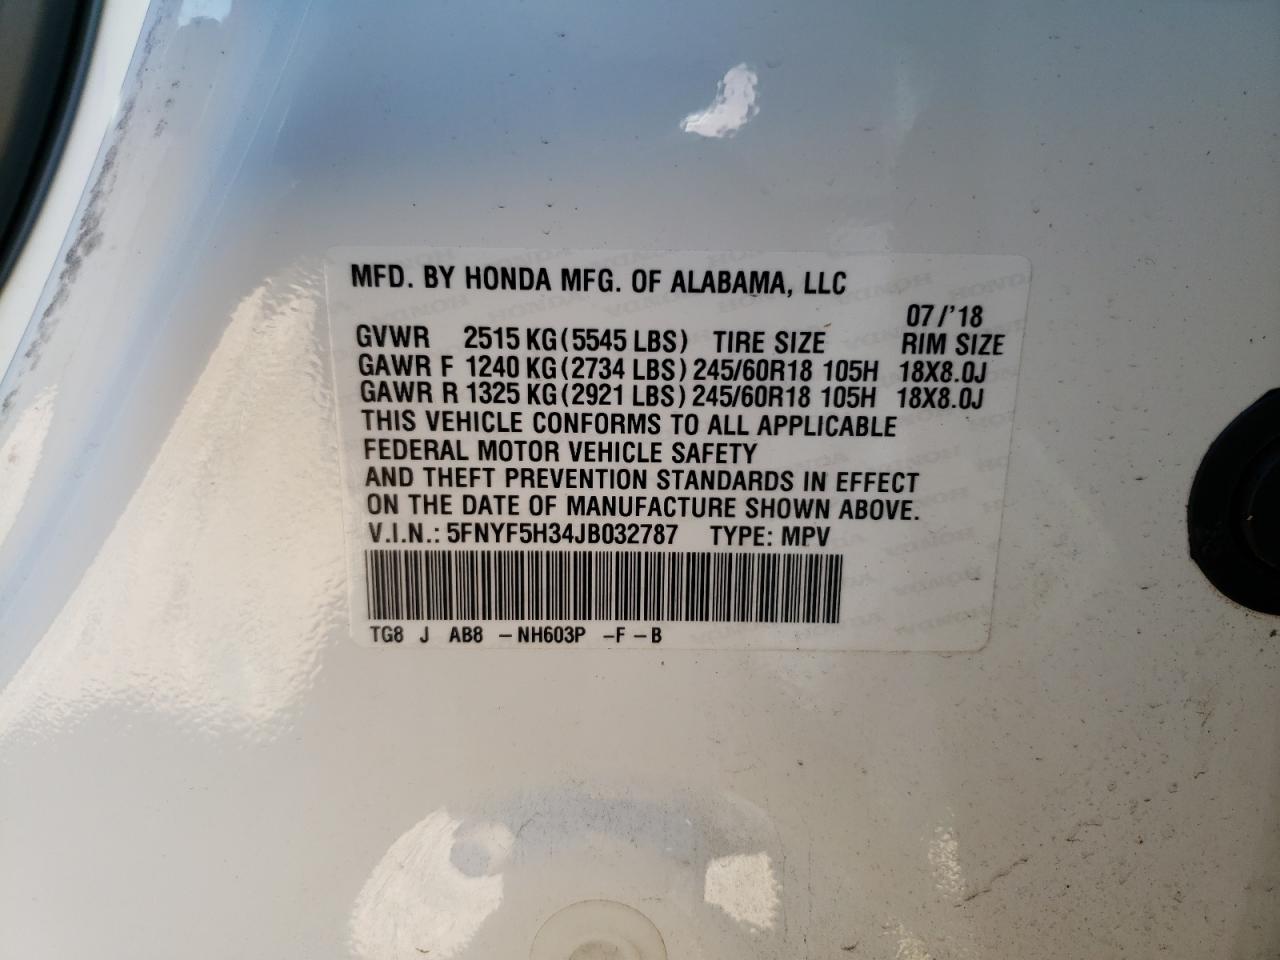 MFD. BY HONDA MFG. OF ALABAMA, LLC
07/'18
GVWR 2515 KG(5545 LBS) TIRE SIZE RIM SIZE
GAWR F 1240 KG(2734 LBS) 245/60R18 105H 18X8.0J
GAWR R 1325 KG(2921 LBS) 245/60R18 105H 18X8.0J
THIS VEHICLE CONFORMS TO ALL APPLICABLE
FEDERAL MOTOR VEHICLE SAFETY
AND THEFT PREVENTION STANDARDS IN EFFECT
ON THE DATE OF MANUFACTURE SHOWN ABOVE.
V.I.N.: 5FNYF5H34JB032787 TYPE: MPV
TG8 J AB8 -NH603P -F-B